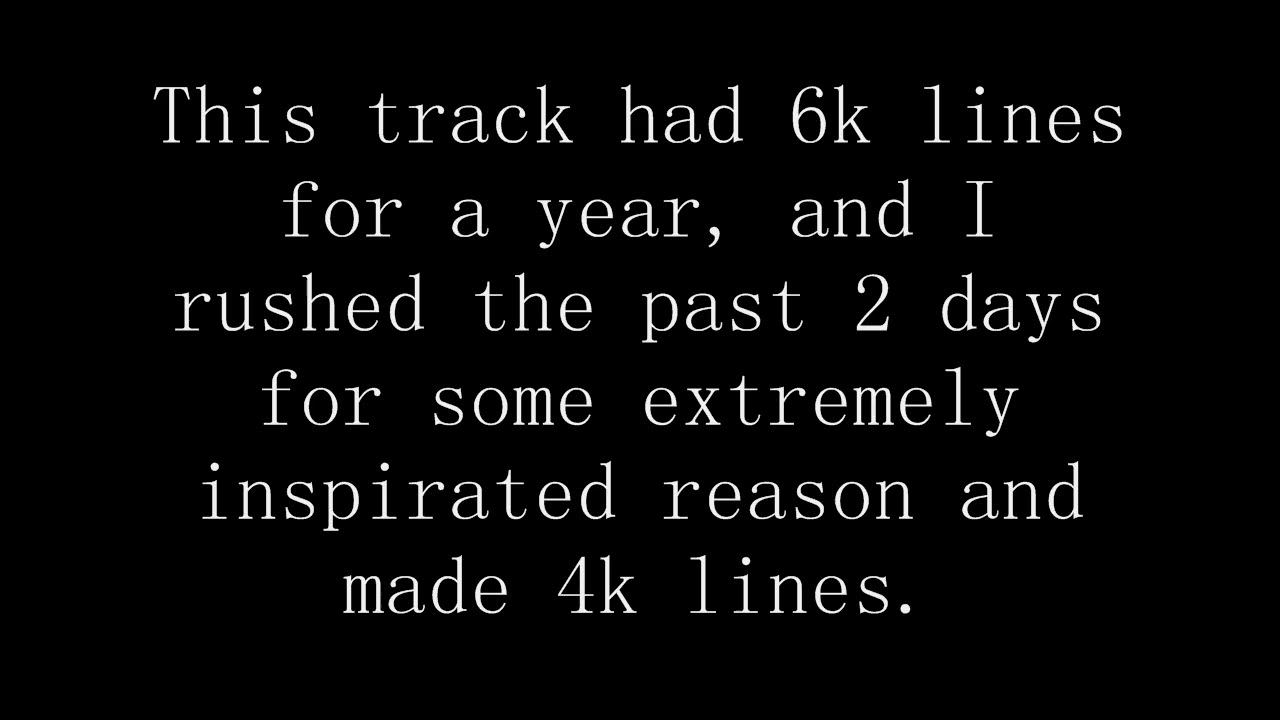 This track had 6k lines
for a year, and I
rushed the past 2 days
for some extremely
inspirated reason and
made 4k lines.